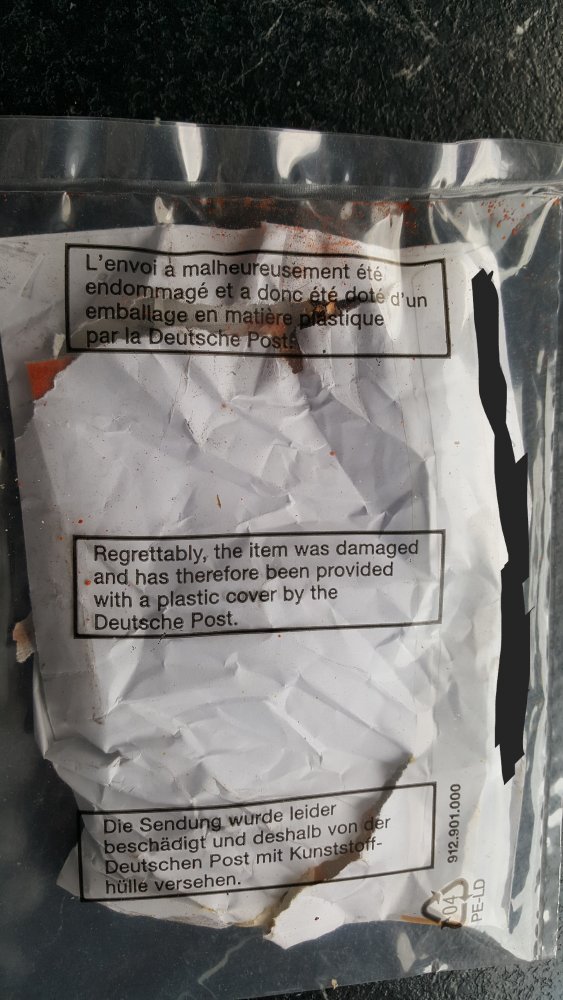 L'envoi a malheureusement été
endommagé et a donc été doté d'un
emballage en matière plastique
par la Deutsche Post.
Regrettably, the item was damaged
and has therefore been provided
with a plastic cover by the
Deutsche Post.
Die Sendung wurde leider
beschädigt und deshalb von der
Deutschen Post mit Kunststoff-
hülle versehen.
912.901.000
04
PE-LD